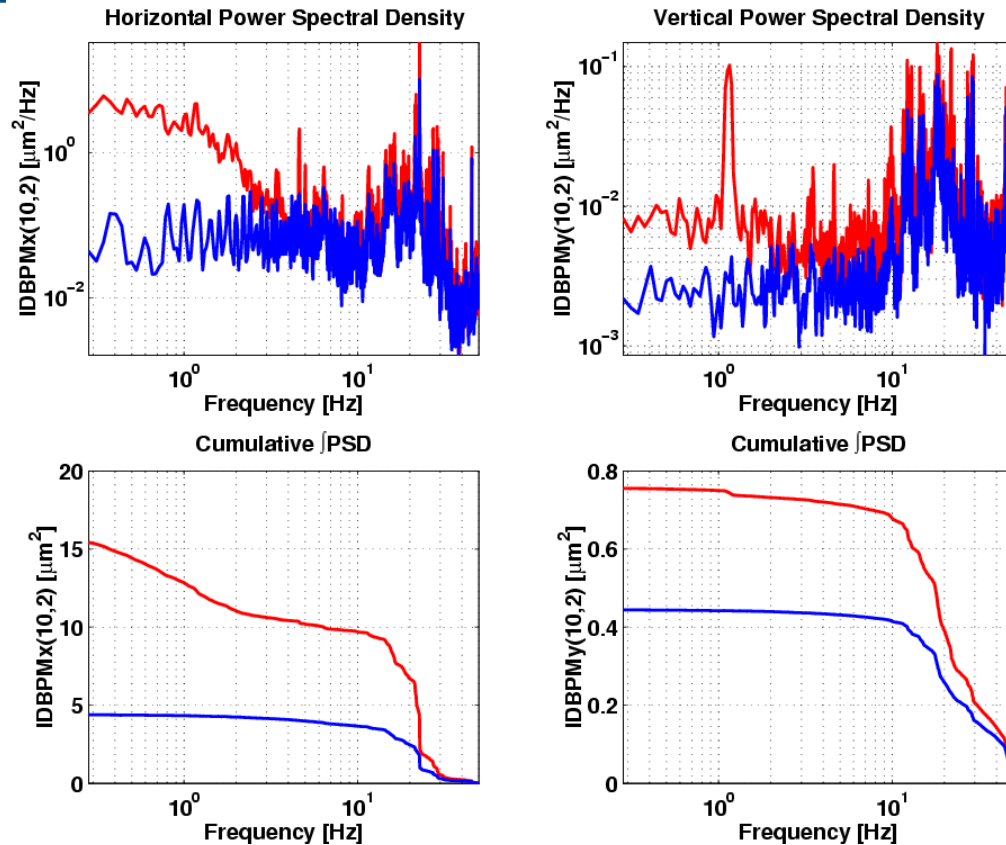 Horizontal Power Spectral Density
IDBPMx(10,2) [μm²/Hz]
10⁰
10⁻²
10⁰
10¹
Frequency [Hz]
Vertical Power Spectral Density
IDBPMy(10,2) [μm²/Hz]
10⁻¹
10⁻²
10⁻³
10⁰
10¹
Frequency [Hz]
Cumulative ∫PSD
IDBPMx(10,2) [μm²]
20
15
10
5
0
10⁰
10¹
Frequency [Hz]
Cumulative ∫PSD
IDBPMy(10,2) [μm²]
0.8
0.6
0.4
0.2
0
10⁰
10¹
Frequency [Hz]